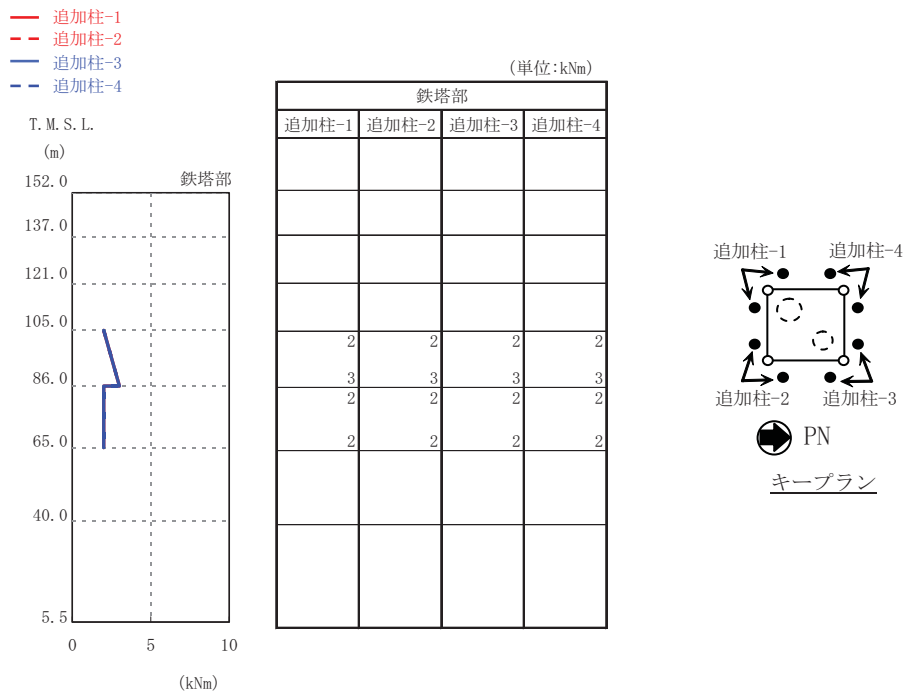 追加柱-1
追加柱-2
追加柱-3
追加柱-4
T.M.S.L.
(m)
鉄塔部
152.0
137.0
121.0
105.0
86.0
65.0
40.0
5.5
0 5 10
(kNm)
(単位:kNm)
鉄塔部
追加柱-1 追加柱-2 追加柱-3 追加柱-4
2 2 2 2
3 3 3 3
2 2 2 2
2 2 2 2
追加柱-1 追加柱-4
追加柱-2 追加柱-3
PN
キープラン